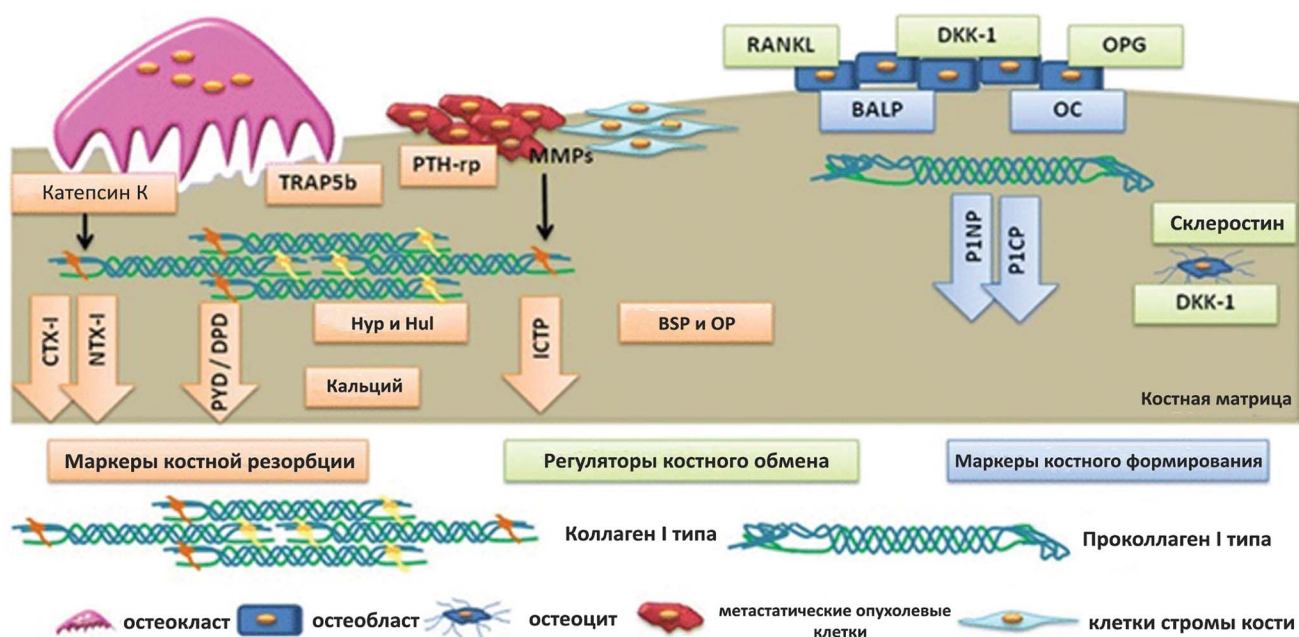 RANKL
DKK-1
OPG
BALP
OC
PTH-rp
MMPs
TRAP5b
Катепсин К
P1NP
P1CP
Склеростин
DKK-1
CTX-I
NTX-I
PYD / DPD
Hyp и Hul
ICTP
BSP и OP
Кальций
Костная матрица
Маркеры костной резорбции
Регуляторы костного обмена
Маркеры костного формирования
Коллаген I типа
Проколлаген I типа
остеокласт
остеобласт
остеоцит
метастатические опухолевые
клетки
клетки стромы кости